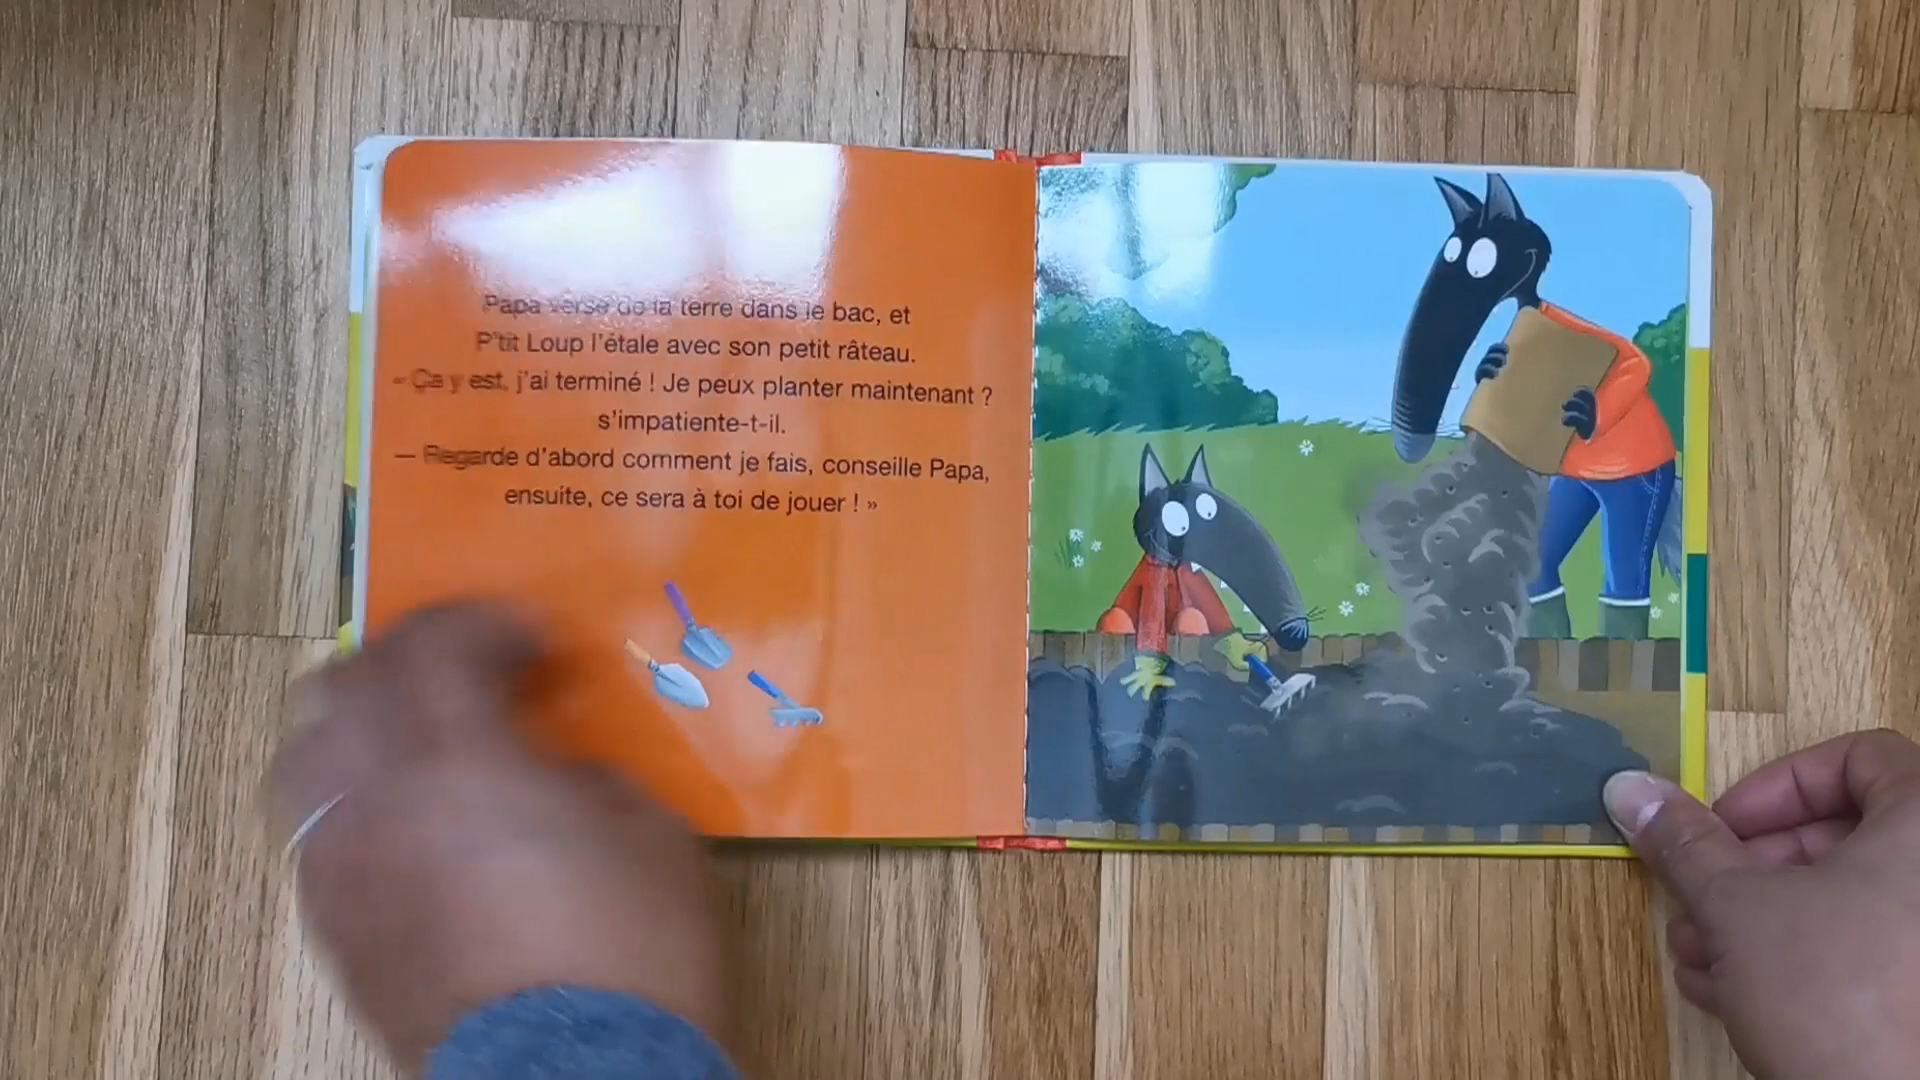 Papa verse de la terre dans le bac, et
P'tit Loup l'étale avec son petit râteau.
« Ça y est, j'ai terminé ! Je peux planter maintenant ?
s'impatiente-t-il.
— Regarde d'abord comment je fais, conseille Papa,
ensuite, ce sera à toi de jouer ! »